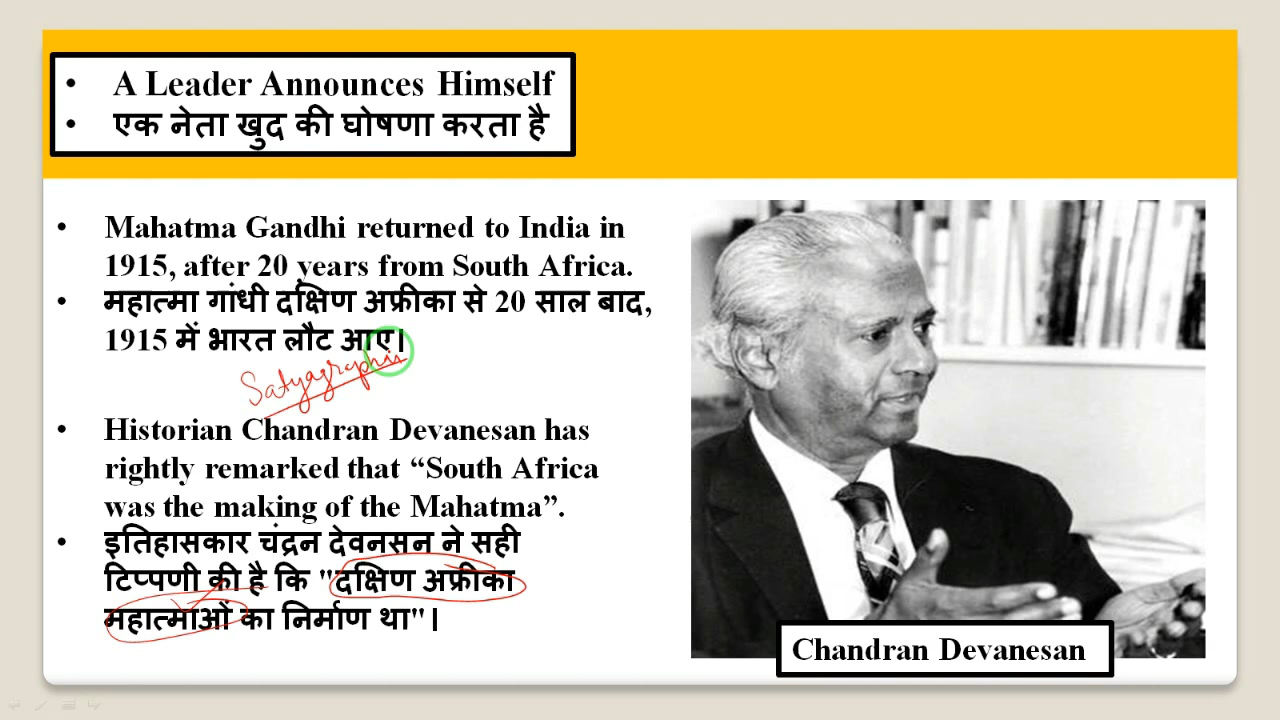 • A Leader Announces Himself
• एक नेता खुद की घोषणा करता है
• Mahatma Gandhi returned to India in
1915, after 20 years from South Africa.
• महात्मा गांधी दक्षिण अफ्रीका से 20 साल बाद,
1915 में भारत लौट आए।
Satyagraphis
• Historian Chandran Devanesan has
rightly remarked that “South Africa
was the making of the Mahatma”.
• इतिहासकार चंद्रन देवनसन ने सही
टिप्पणी की है कि "दक्षिण अफ्रीका
महात्माओं का निर्माण था"।
Chandran Devanesan